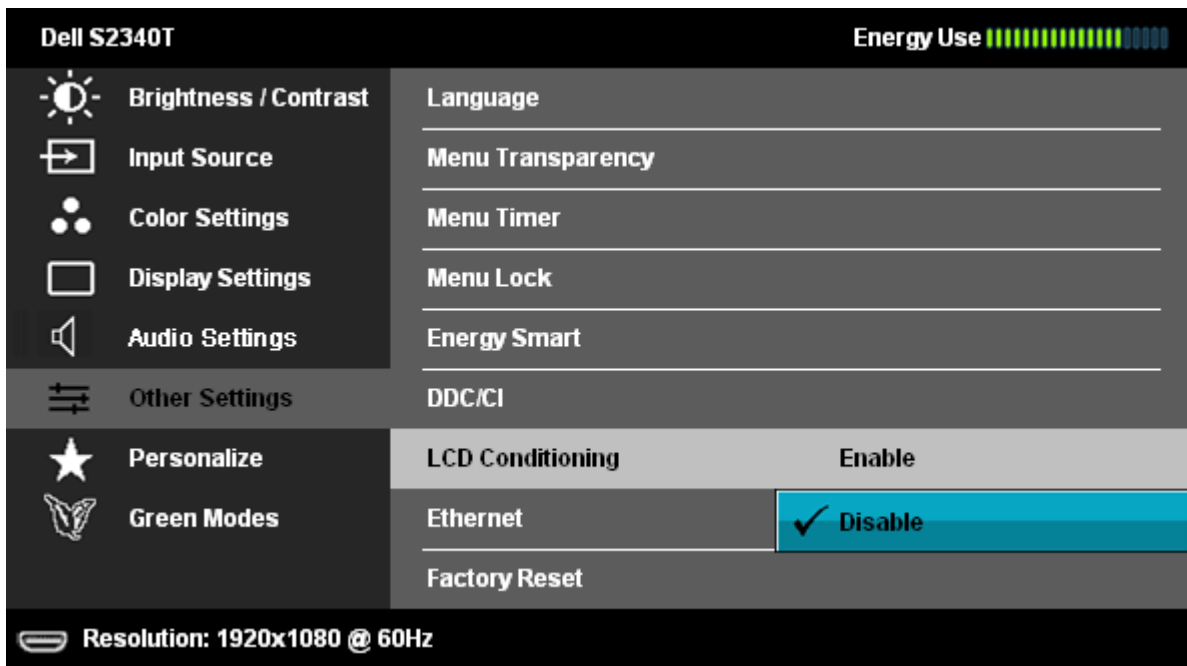 Dell S2340T Energy Use
Brightness / Contrast Language
Input Source Menu Transparency
Color Settings Menu Timer
Display Settings Menu Lock
Audio Settings Energy Smart
Other Settings DDC/CI
Personalize LCD Conditioning Enable
Green Modes Ethernet Disable
Factory Reset
Resolution: 1920x1080 @ 60Hz